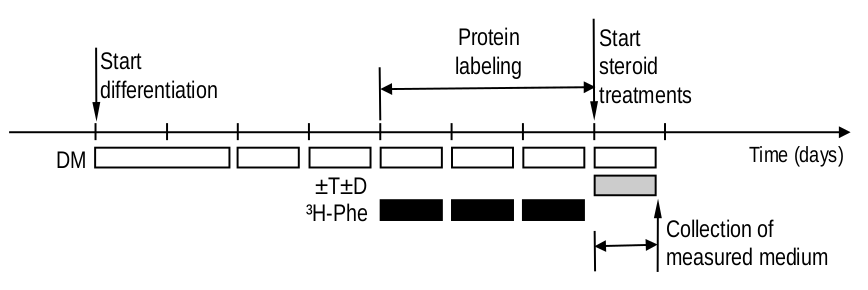 Start
differentiation
Protein
labeling
Start
steroid
treatments
DM
Time (days)
±T±D
³H-Phe
Collection of
measured medium